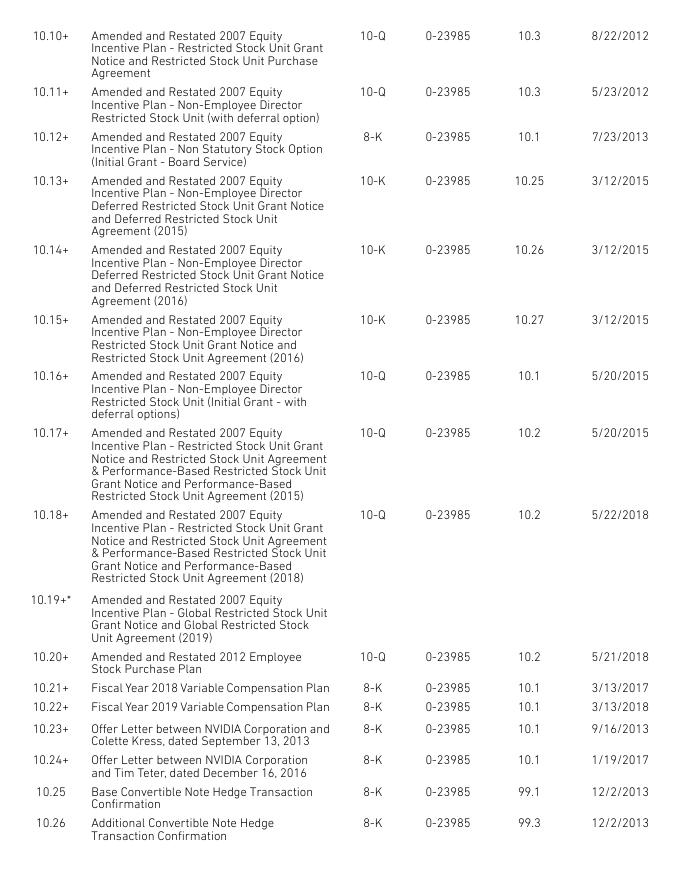 10.10+ Amended and Restated 2007 Equity 10-Q 0-23985 10.3 8/22/2012
Incentive Plan - Restricted Stock Unit Grant
Notice and Restricted Stock Unit Purchase
Agreement
10.11+ Amended and Restated 2007 Equity 10-Q 0-23985 10.3 5/23/2012
Incentive Plan - Non-Employee Director
Restricted Stock Unit (with deferral option)
10.12+ Amended and Restated 2007 Equity 8-K 0-23985 10.1 7/23/2013
Incentive Plan - Non Statutory Stock Option
(Initial Grant - Board Service)
10.13+ Amended and Restated 2007 Equity 10-K 0-23985 10.25 3/12/2015
Incentive Plan - Non-Employee Director
Deferred Restricted Stock Unit Grant Notice
and Deferred Restricted Stock Unit
Agreement (2015)
10.14+ Amended and Restated 2007 Equity 10-K 0-23985 10.26 3/12/2015
Incentive Plan - Non-Employee Director
Deferred Restricted Stock Unit Grant Notice
and Deferred Restricted Stock Unit
Agreement (2016)
10.15+ Amended and Restated 2007 Equity 10-K 0-23985 10.27 3/12/2015
Incentive Plan - Non-Employee Director
Restricted Stock Unit Grant Notice and
Restricted Stock Unit Agreement (2016)
10.16+ Amended and Restated 2007 Equity 10-Q 0-23985 10.1 5/20/2015
Incentive Plan - Non-Employee Director
Restricted Stock Unit (Initial Grant - with
deferral options)
10.17+ Amended and Restated 2007 Equity 10-Q 0-23985 10.2 5/20/2015
Incentive Plan - Restricted Stock Unit Grant
Notice and Restricted Stock Unit Agreement
& Performance-Based Restricted Stock Unit
Grant Notice and Performance-Based
Restricted Stock Unit Agreement (2015)
10.18+ Amended and Restated 2007 Equity 10-Q 0-23985 10.2 5/22/2018
Incentive Plan - Restricted Stock Unit Grant
Notice and Restricted Stock Unit Agreement
& Performance-Based Restricted Stock Unit
Grant Notice and Performance-Based
Restricted Stock Unit Agreement (2018)
10.19+* Amended and Restated 2007 Equity
Incentive Plan - Global Restricted Stock Unit
Grant Notice and Global Restricted Stock
Unit Agreement (2019)
10.20+ Amended and Restated 2012 Employee 10-Q 0-23985 10.2 5/21/2018
Stock Purchase Plan
10.21+ Fiscal Year 2018 Variable Compensation Plan 8-K 0-23985 10.1 3/13/2017
10.22+ Fiscal Year 2019 Variable Compensation Plan 8-K 0-23985 10.1 3/13/2018
10.23+ Offer Letter between NVIDIA Corporation and 8-K 0-23985 10.1 9/16/2013
Colette Kress, dated September 13, 2013
10.24+ Offer Letter between NVIDIA Corporation 8-K 0-23985 10.1 1/19/2017
and Tim Teter, dated December 16, 2016
10.25 Base Convertible Note Hedge Transaction 8-K 0-23985 99.1 12/2/2013
Confirmation
10.26 Additional Convertible Note Hedge 8-K 0-23985 99.3 12/2/2013
Transaction Confirmation